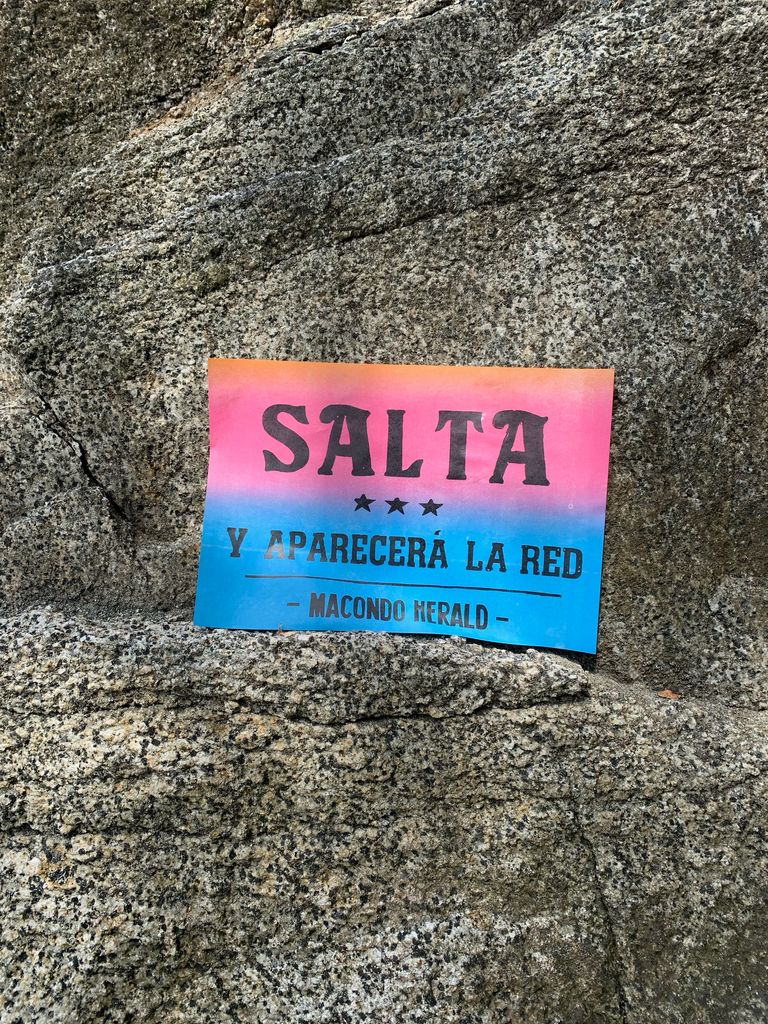 SALTA
★ ★ ★
Y APARECERÁ LA RED
- MACONDO HERALD -